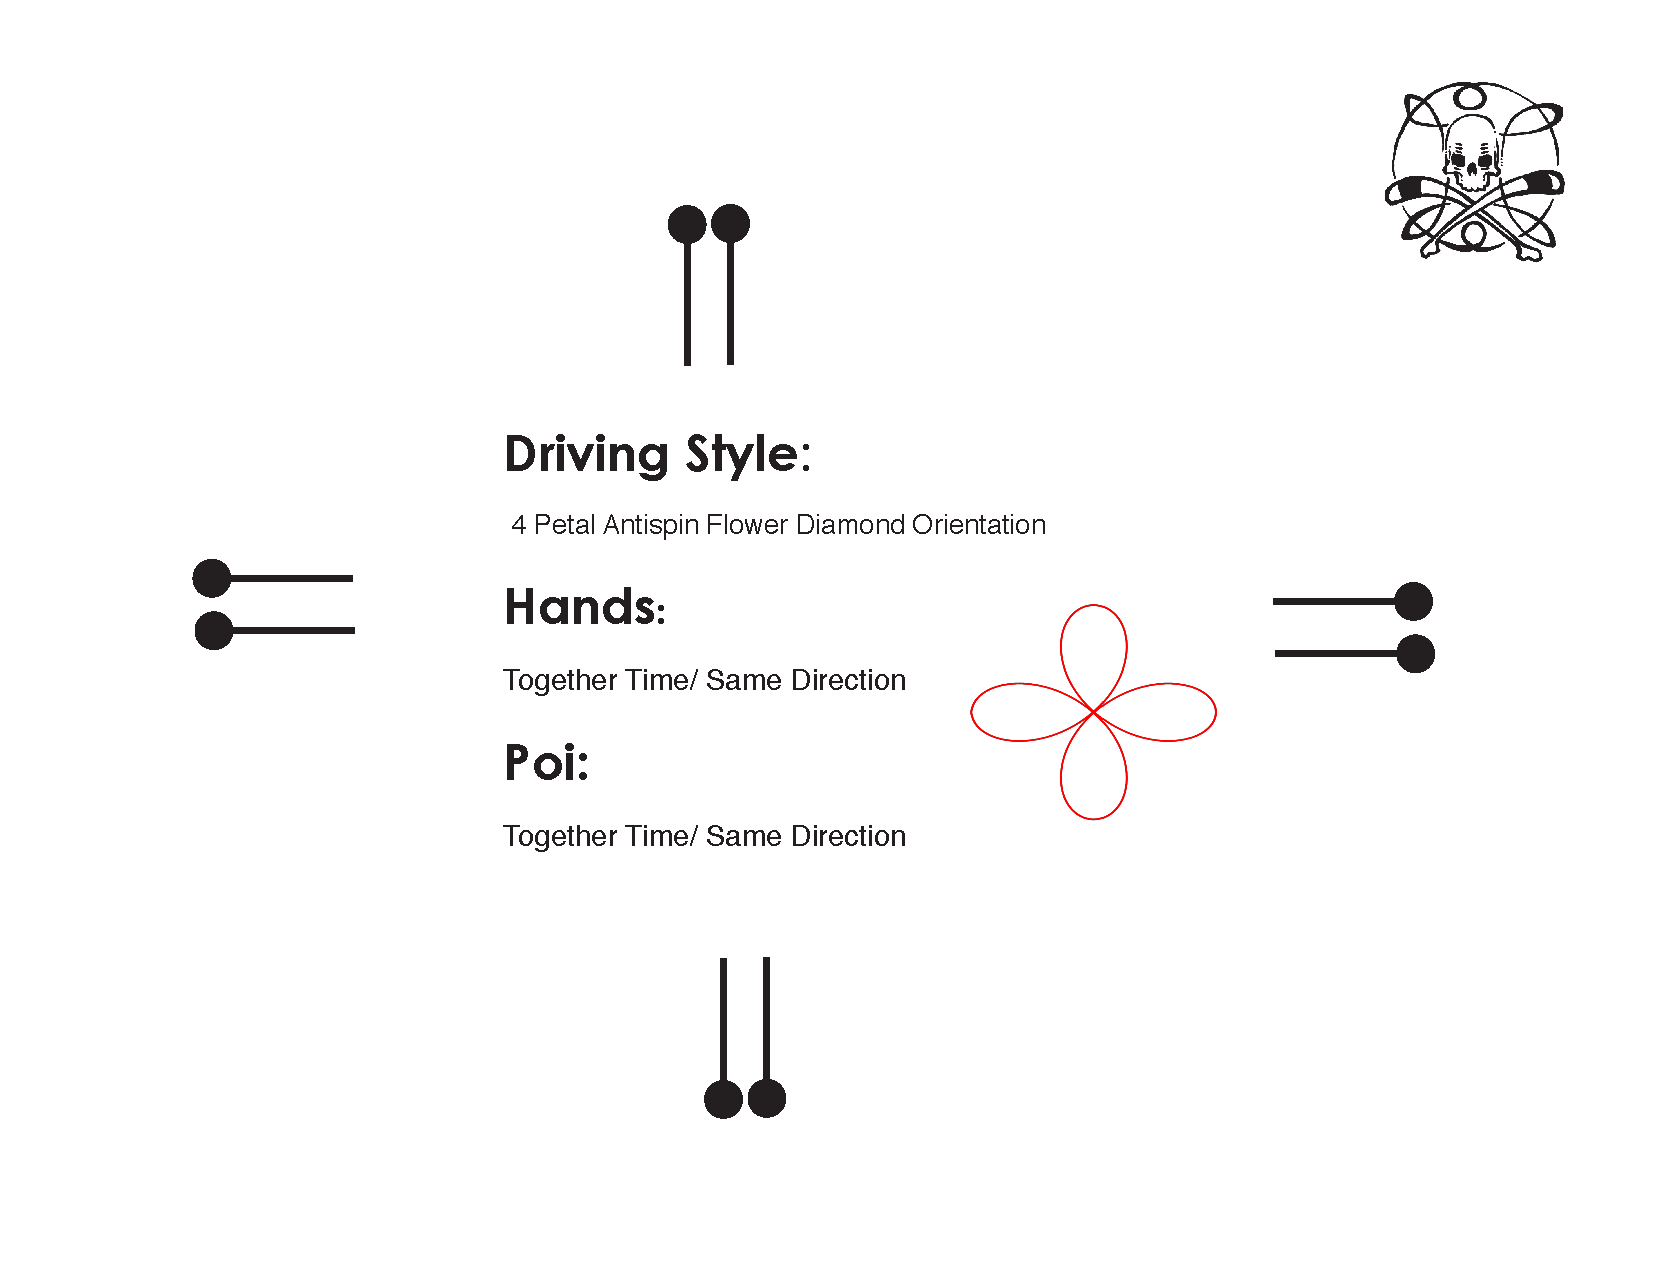 Driving Style:
4 Petal Antispin Flower Diamond Orientation
Hands:
Together Time/ Same Direction
Poi:
Together Time/ Same Direction